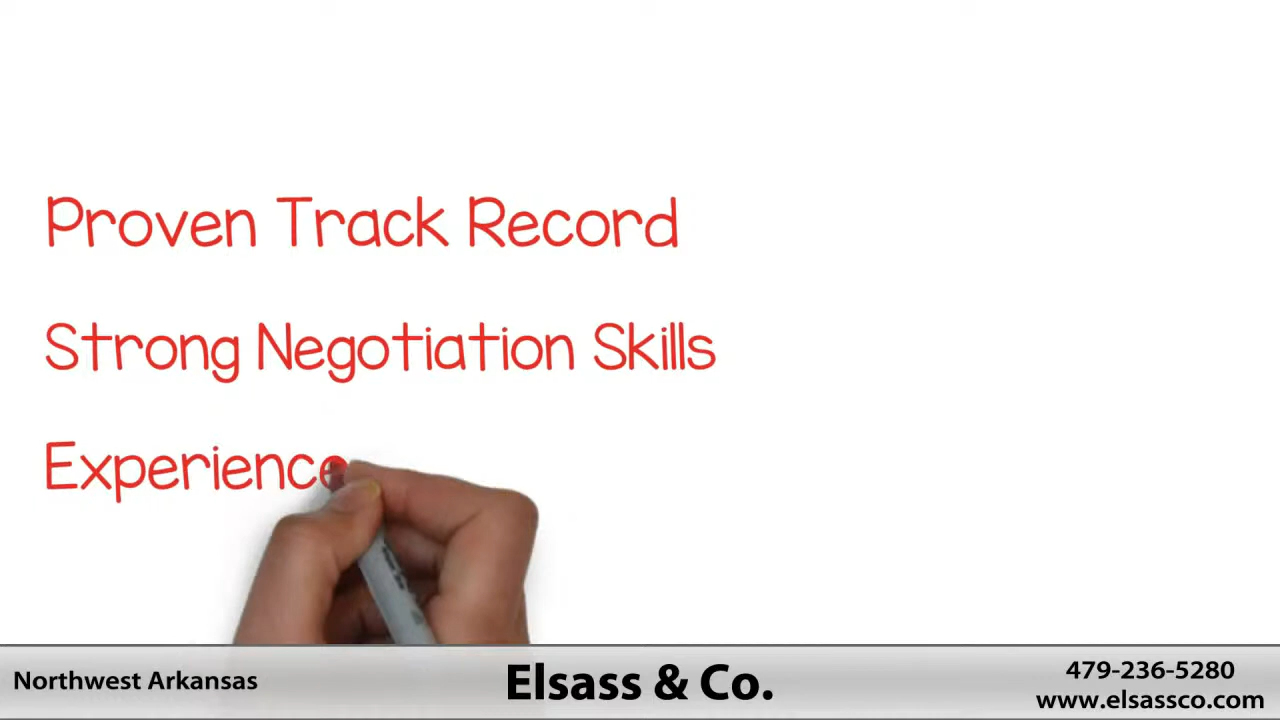 Proven Track Record
Strong Negotiation Skills
Experience
Northwest Arkansas
Elsass & Co.
479-236-5280
www.elsassco.com